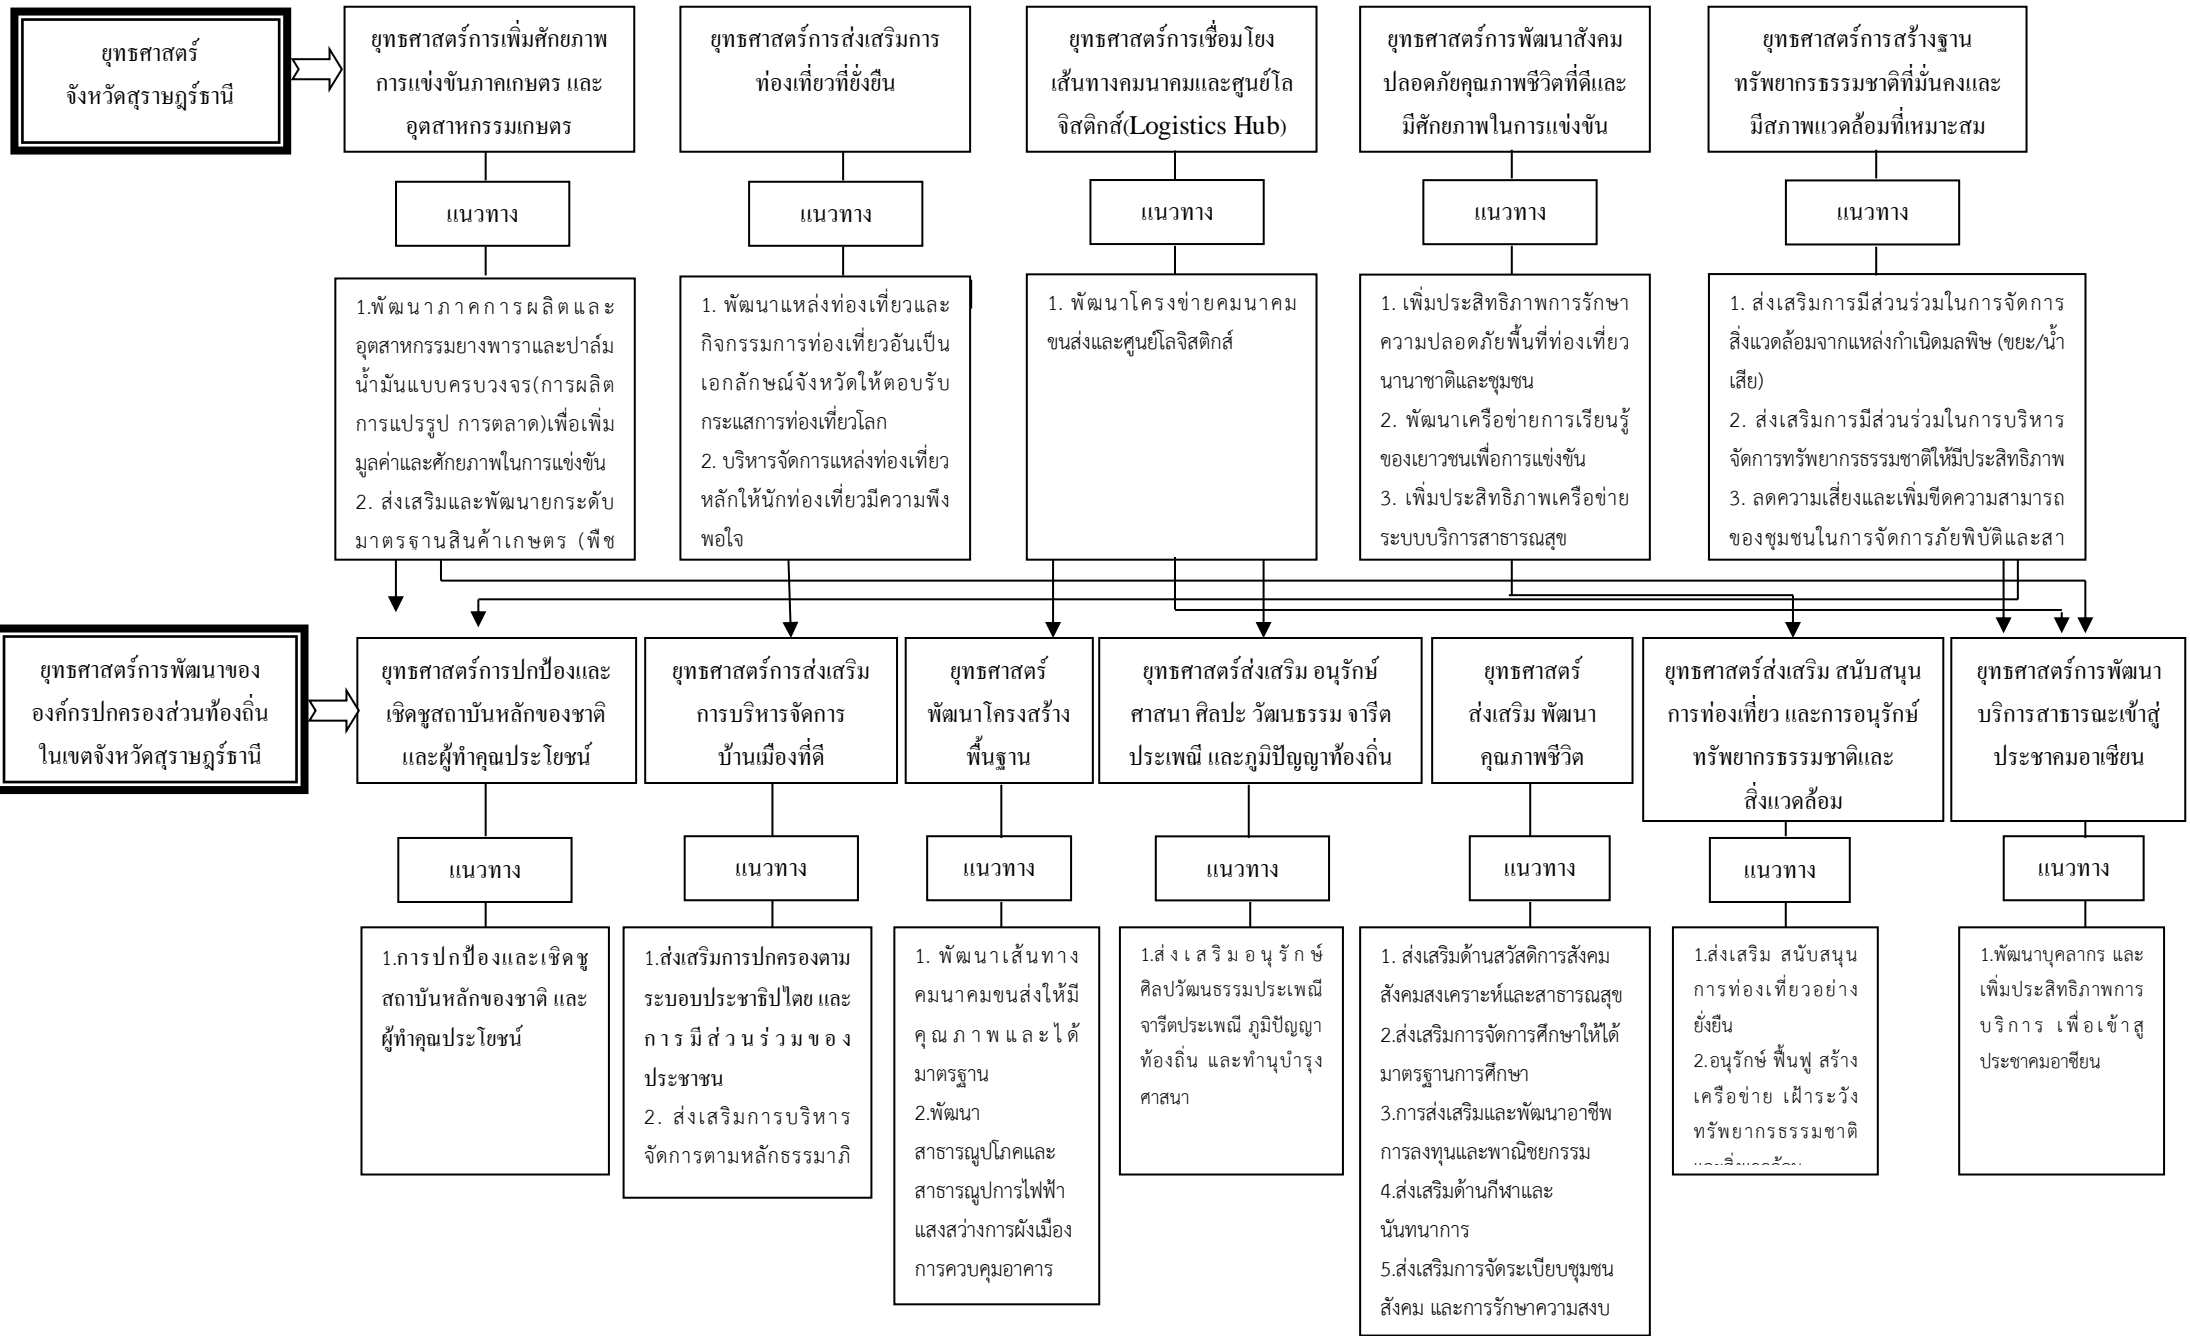 ยุทธศาสตร์
จังหวัดสุราษฎร์ธานี
ยุทธศาสตร์การเพิ่มศักยภาพ
การแข่งขันภาคเกษตร และ
อุตสาหกรรมเกษตร
ยุทธศาสตร์การส่งเสริมการ
ท่องเที่ยวที่ยั่งยืน
ยุทธศาสตร์การเชื่อมโยง
เส้นทางคมนาคมและศูนย์โล
จิสติกส์(Logistics Hub)
ยุทธศาสตร์การพัฒนาสังคม
ปลอดภัยคุณภาพชีวิตที่ดีและ
มีศักยภาพในการแข่งขัน
ยุทธศาสตร์การสร้างฐาน
ทรัพยากรธรรมชาติที่มั่นคงและ
มีสภาพแวดล้อมที่เหมาะสม
แนวทาง
แนวทาง
แนวทาง
แนวทาง
แนวทาง
1.พัฒนาภาคการผลิตและ
อุตสาหกรรมยางพาราและปาล์ม
น้ำมันแบบครบวงจร(การผลิต
การแปรรูป การตลาด)เพื่อเพิ่ม
มูลค่าและศักยภาพในการแข่งขัน
2. ส่งเสริมและพัฒนายกระดับ
มาตรฐานสินค้าเกษตร (พืช
1. พัฒนาแหล่งท่องเที่ยวและ
กิจกรรมการท่องเที่ยวอันเป็น
เอกลักษณ์จังหวัดให้ตอบรับ
กระแสการท่องเที่ยวโลก
2. บริหารจัดการแหล่งท่องเที่ยว
หลักให้นักท่องเที่ยวมีความพึง
พอใจ
1. พัฒนาโครงข่ายคมนาคม
ขนส่งและศูนย์โลจิสติกส์
1. เพิ่มประสิทธิภาพการรักษา
ความปลอดภัยพื้นที่ท่องเที่ยว
นานาชาติและชุมชน
2. พัฒนาเครือข่ายการเรียนรู้
ของเยาวชนเพื่อการแข่งขัน
3. เพิ่มประสิทธิภาพเครือข่าย
ระบบบริการสาธารณสุข
1. ส่งเสริมการมีส่วนร่วมในการจัดการ
สิ่งแวดล้อมจากแหล่งกำเนิดมลพิษ (ขยะ/น้ำ
เสีย)
2. ส่งเสริมการมีส่วนร่วมในการบริหาร
จัดการทรัพยากรธรรมชาติให้มีประสิทธิภาพ
3. ลดความเสี่ยงและเพิ่มขีดความสามารถ
ของชุมชนในการจัดการภัยพิบัติและสา
ยุทธศาสตร์การพัฒนาของ
องค์กรปกครองส่วนท้องถิ่น
ในเขตจังหวัดสุราษฎร์ธานี
ยุทธศาสตร์การปกป้องและ
เชิดชูสถาบันหลักของชาติ
และผู้ทำคุณประโยชน์
ยุทธศาสตร์การส่งเสริม
การบริหารจัดการ
บ้านเมืองที่ดี
ยุทธศาสตร์
พัฒนาโครงสร้าง
พื้นฐาน
ยุทธศาสตร์ส่งเสริม อนุรักษ์
ศาสนา ศิลปะ วัฒนธรรม จารีต
ประเพณี และภูมิปัญญาท้องถิ่น
ยุทธศาสตร์
ส่งเสริม พัฒนา
คุณภาพชีวิต
ยุทธศาสตร์ส่งเสริม สนับสนุน
การท่องเที่ยว และการอนุรักษ์
ทรัพยากรธรรมชาติและ
สิ่งแวดล้อม
ยุทธศาสตร์การพัฒนา
บริการสาธารณะเข้าสู่
ประชาคมอาเซียน
แนวทาง
แนวทาง
แนวทาง
แนวทาง
แนวทาง
แนวทาง
แนวทาง
1.การปกป้องและเชิดชู
สถาบันหลักของชาติ และ
ผู้ทำคุณประโยชน์
1.ส่งเสริมการปกครองตาม
ระบอบประชาธิปไตย และ
การมีส่วนร่วมของ
ประชาชน
2. ส่งเสริมการบริหาร
จัดการตามหลักธรรมาภิ
1. พัฒนาเส้นทาง
คมนาคมขนส่งให้มี
คุณภาพและได้
มาตรฐาน
2.พัฒนา
สาธารณูปโภคและ
สาธารณูปการไฟฟ้า
แสงสว่างการผังเมือง
การควบคุมอาคาร
1.ส่งเสริมอนุรักษ์
ศิลปวัฒนธรรมประเพณี
จารีตประเพณี ภูมิปัญญา
ท้องถิ่น และทำนุบำรุง
ศาสนา
1. ส่งเสริมด้านสวัสดิการสังคม
สังคมสงเคราะห์และสาธารณสุข
2.ส่งเสริมการจัดการศึกษาให้ได้
มาตรฐานการศึกษา
3.การส่งเสริมและพัฒนาอาชีพ
การลงทุนและพาณิชยกรรม
4.ส่งเสริมด้านกีฬาและ
นันทนาการ
5.ส่งเสริมการจัดระเบียบชุมชน
สังคม และการรักษาความสงบ
1.ส่งเสริม สนับสนุน
การท่องเที่ยวอย่าง
ยั่งยืน
2.อนุรักษ์ ฟื้นฟู สร้าง
เครือข่าย เฝ้าระวัง
ทรัพยากรธรรมชาติ
1.พัฒนาบุคลากร และ
เพิ่มประสิทธิภาพการ
บริการ เพื่อเข้าสู่
ประชาคมอาซียน